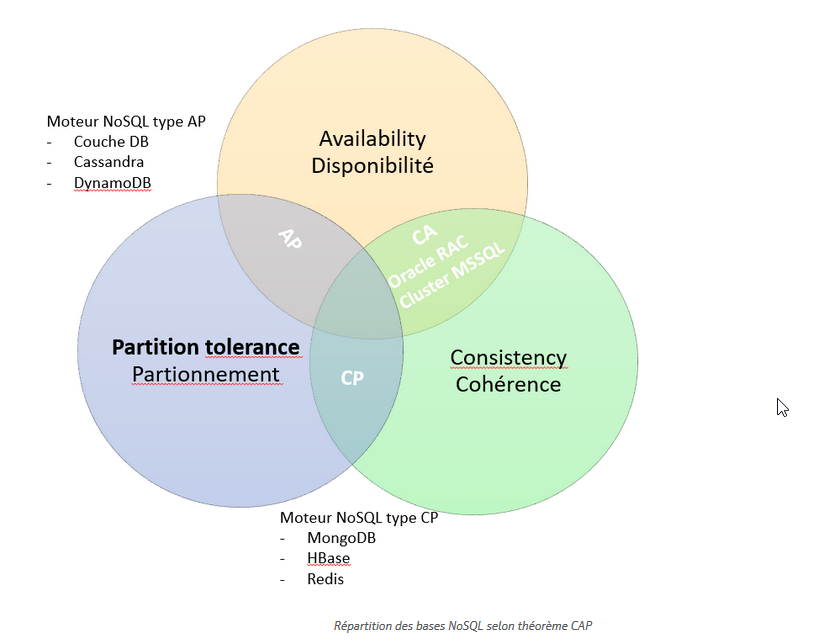 Moteur NoSQL type AP
- Couche DB
- Cassandra
- DynamoDB
Availability
Disponibilité
AP
CA
Oracle RAC
Cluster MSSQL
Partition tolerance
Partionnement
Consistency
Cohérence
CP
Moteur NoSQL type CP
- MongoDB
- HBase
- Redis
Répartition des bases NoSQL selon théorème CAP